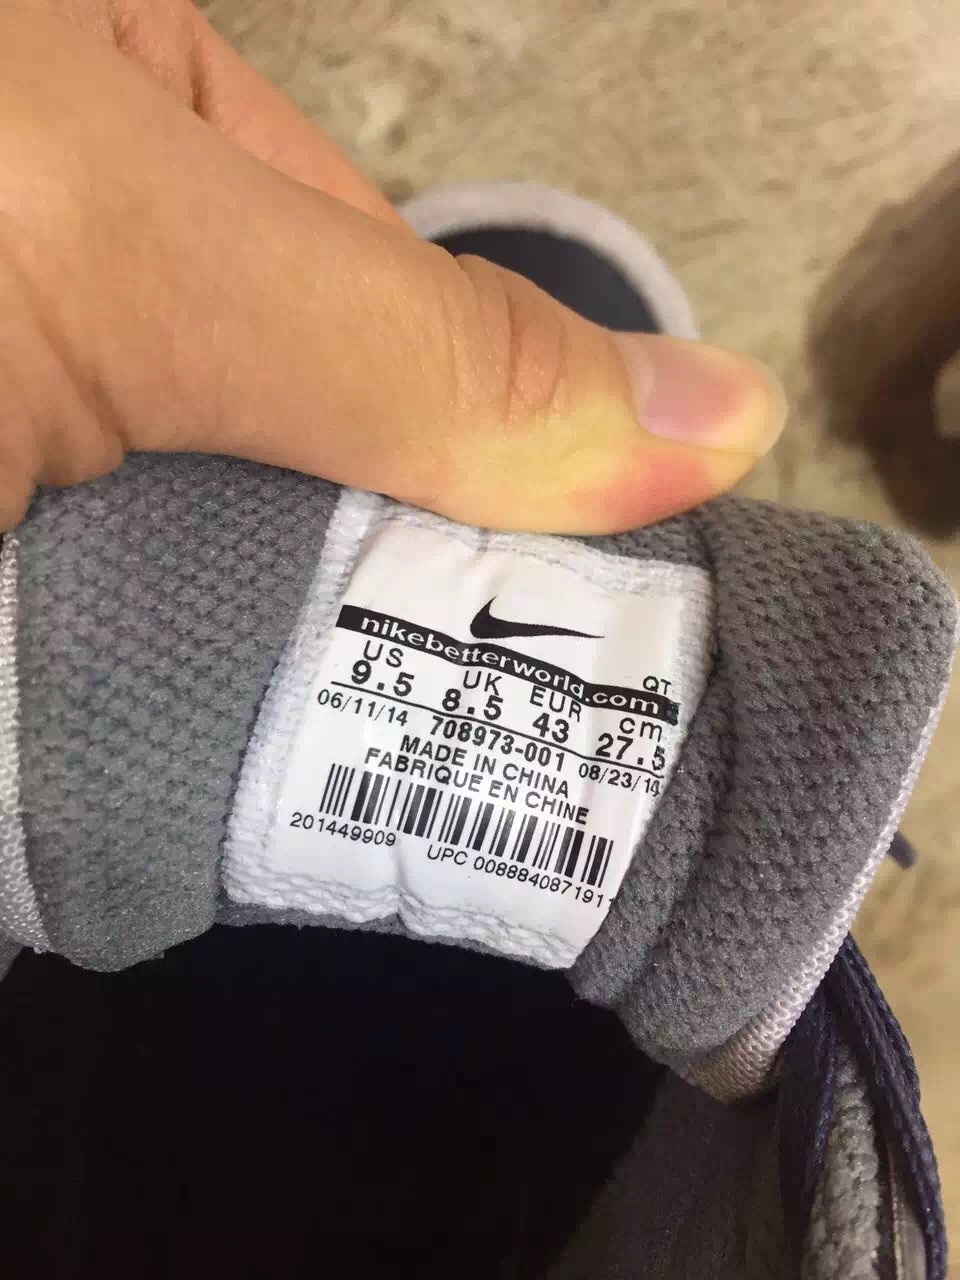 nikebetterworld.com
QT
US UK EUR cm
9.5 8.5 43 27.5
06/11/14 708973-001 08/23/14
MADE IN CHINA
FABRIQUE EN CHINE
201449909 UPC 0088840871911